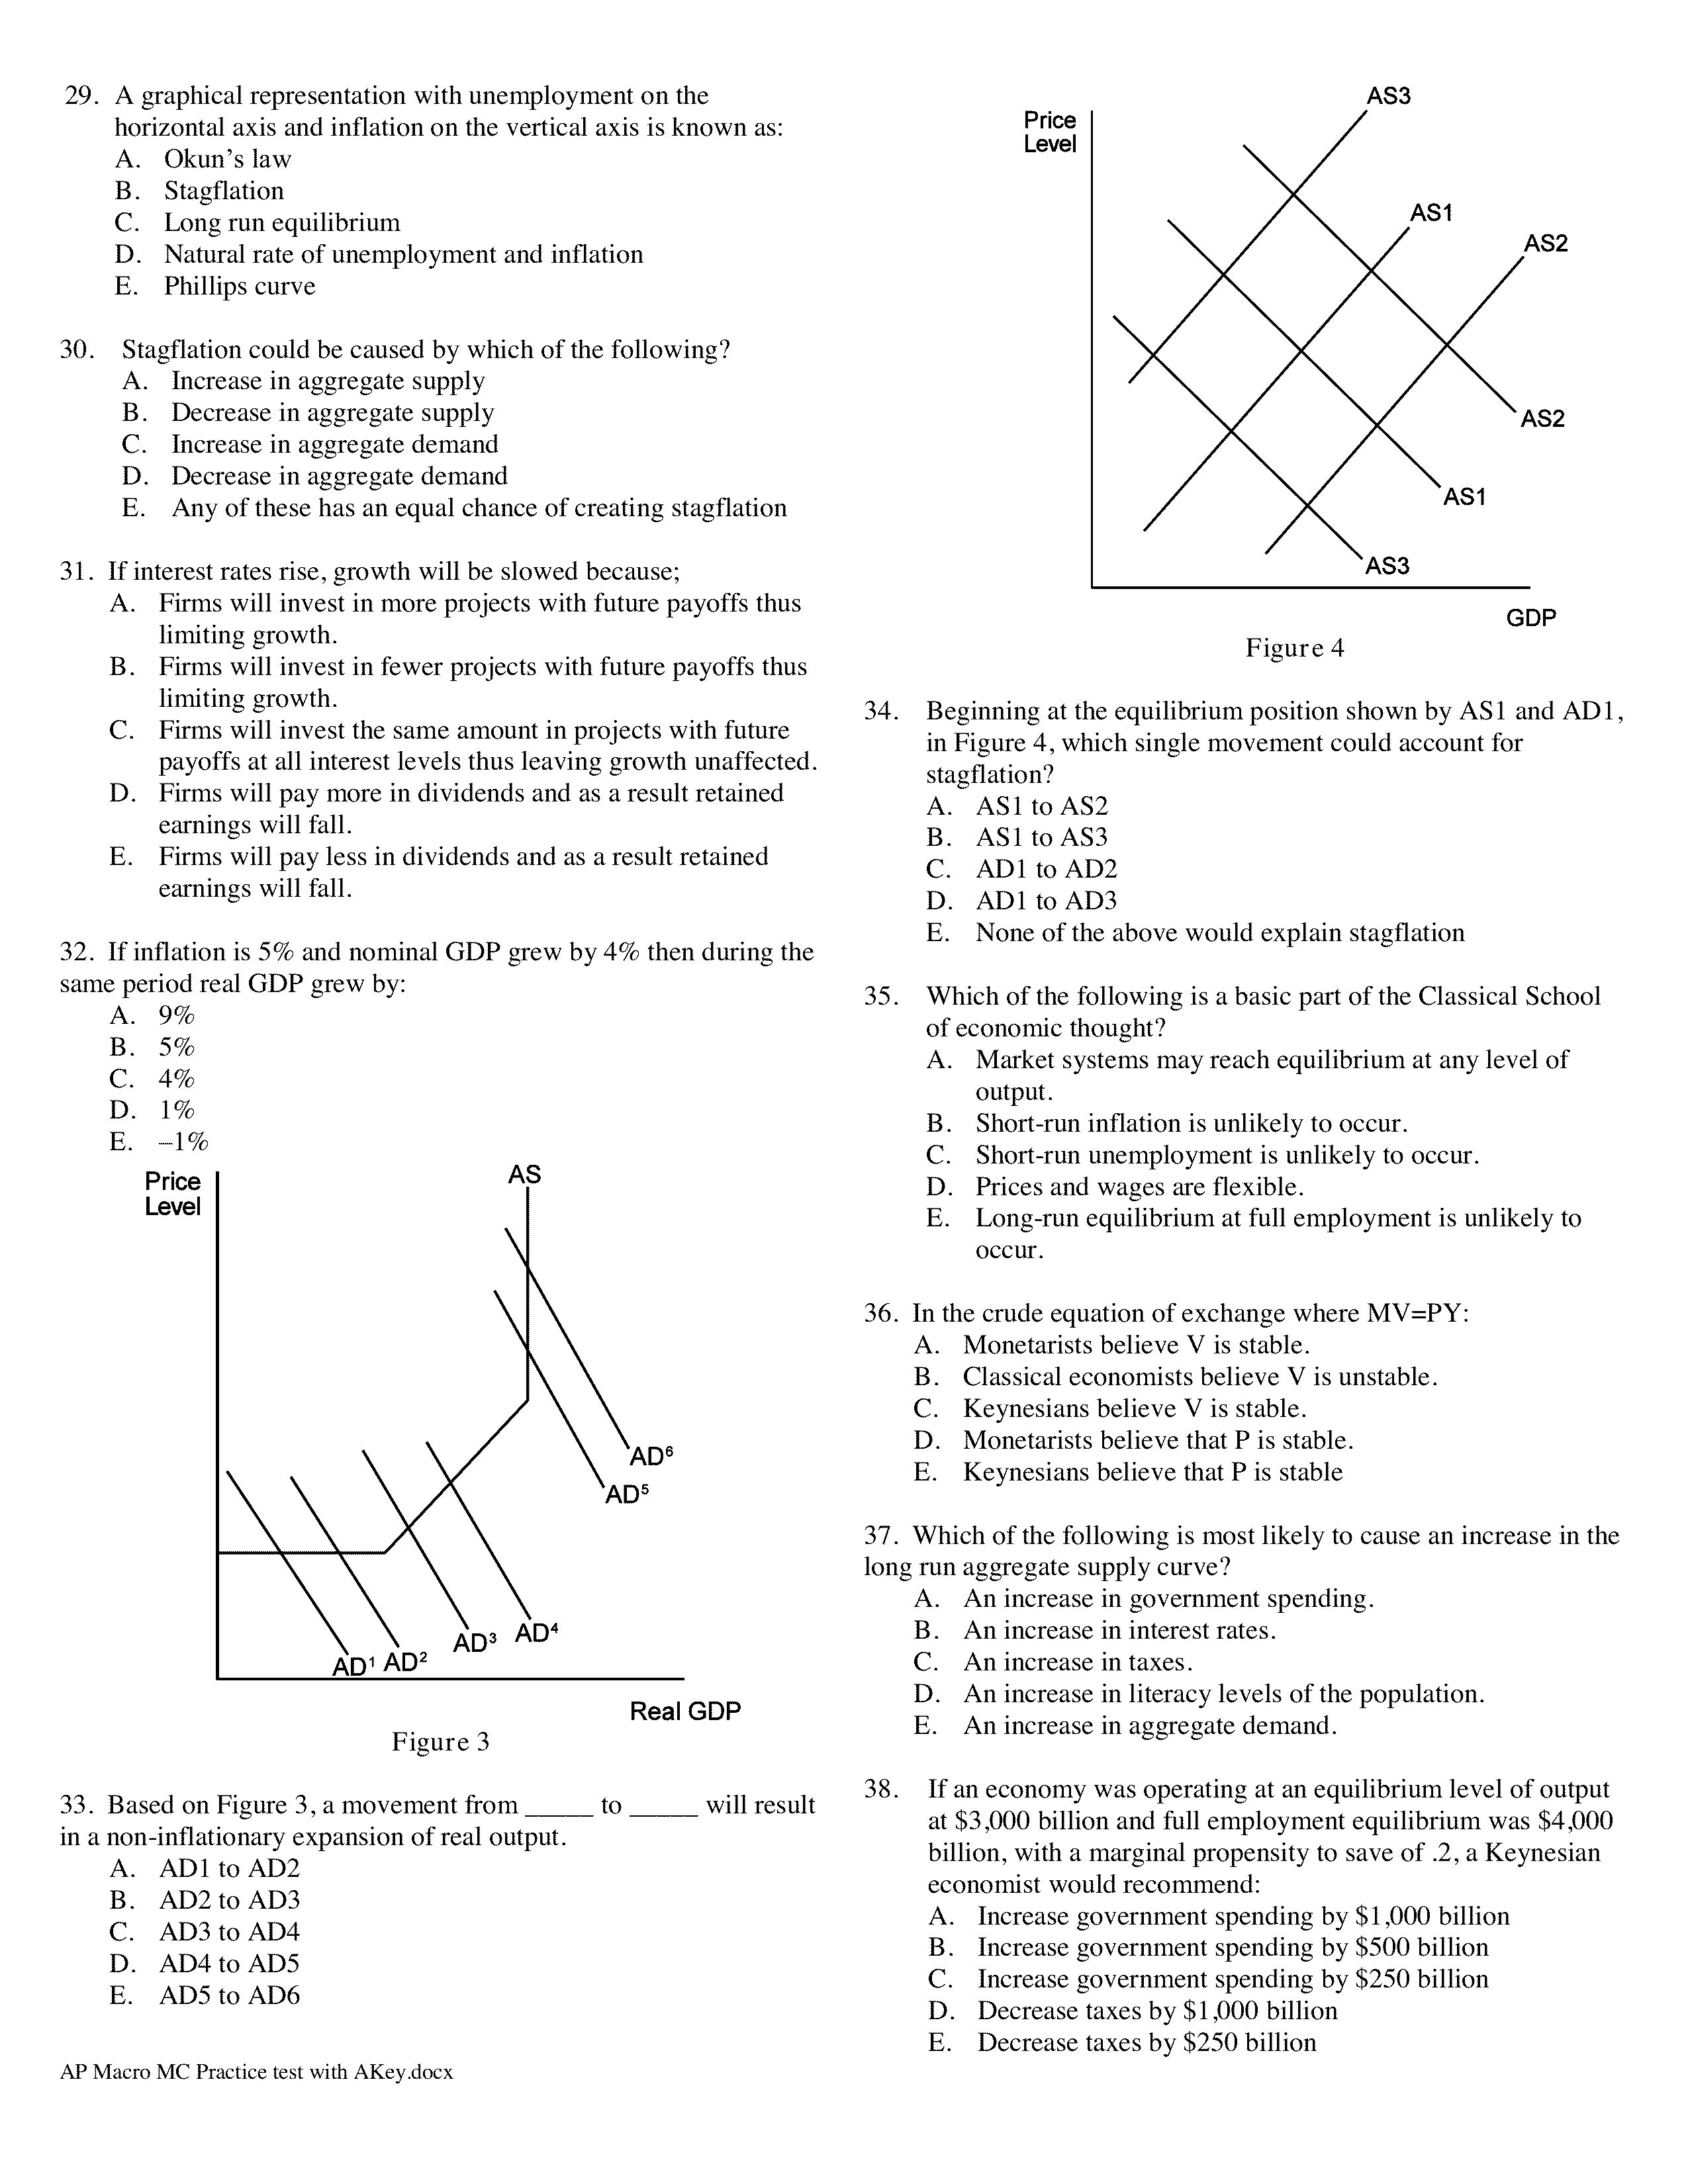 29. A graphical representation with unemployment on the
horizontal axis and inflation on the vertical axis is known as:
A. Okun's law
B. Stagflation
C. Long run equilibrium
D. Natural rate of unemployment and inflation
E. Phillips curve
30. Stagflation could be caused by which of the following?
A. Increase in aggregate supply
B. Decrease in aggregate supply
C. Increase in aggregate demand
D. Decrease in aggregate demand
E. Any of these has an equal chance of creating stagflation
31. If interest rates rise, growth will be slowed because;
A. Firms will invest in more projects with future payoffs thus
limiting growth.
B. Firms will invest in fewer projects with future payoffs thus
limiting growth.
C. Firms will invest the same amount in projects with future
payoffs at all interest levels thus leaving growth unaffected.
D. Firms will pay more in dividends and as a result retained
earnings will fall.
E. Firms will pay less in dividends and as a result retained
earnings will fall.
32. If inflation is 5% and nominal GDP grew by 4% then during the
same period real GDP grew by:
A. 9%
B. 5%
C. 4%
D. 1%
E. –1%
Price
Level
AS
AD⁶
AD⁵
AD¹ AD² AD³ AD⁴
Real GDP
Figure 3
33. Based on Figure 3, a movement from _____ to _____ will result
in a non-inflationary expansion of real output.
A. AD1 to AD2
B. AD2 to AD3
C. AD3 to AD4
D. AD4 to AD5
E. AD5 to AD6
AP Macro MC Practice test with AKey.docx
Price
Level
AS3
AS1
AS2
AS2
AS1
AS3
GDP
Figure 4
34. Beginning at the equilibrium position shown by AS1 and AD1,
in Figure 4, which single movement could account for
stagflation?
A. AS1 to AS2
B. AS1 to AS3
C. AD1 to AD2
D. AD1 to AD3
E. None of the above would explain stagflation
35. Which of the following is a basic part of the Classical School
of economic thought?
A. Market systems may reach equilibrium at any level of
output.
B. Short-run inflation is unlikely to occur.
C. Short-run unemployment is unlikely to occur.
D. Prices and wages are flexible.
E. Long-run equilibrium at full employment is unlikely to
occur.
36. In the crude equation of exchange where MV=PY:
A. Monetarists believe V is stable.
B. Classical economists believe V is unstable.
C. Keynesians believe V is stable.
D. Monetarists believe that P is stable.
E. Keynesians believe that P is stable
37. Which of the following is most likely to cause an increase in the
long run aggregate supply curve?
A. An increase in government spending.
B. An increase in interest rates.
C. An increase in taxes.
D. An increase in literacy levels of the population.
E. An increase in aggregate demand.
38. If an economy was operating at an equilibrium level of output
at $3,000 billion and full employment equilibrium was $4,000
billion, with a marginal propensity to save of .2, a Keynesian
economist would recommend:
A. Increase government spending by $1,000 billion
B. Increase government spending by $500 billion
C. Increase government spending by $250 billion
D. Decrease taxes by $1,000 billion
E. Decrease taxes by $250 billion